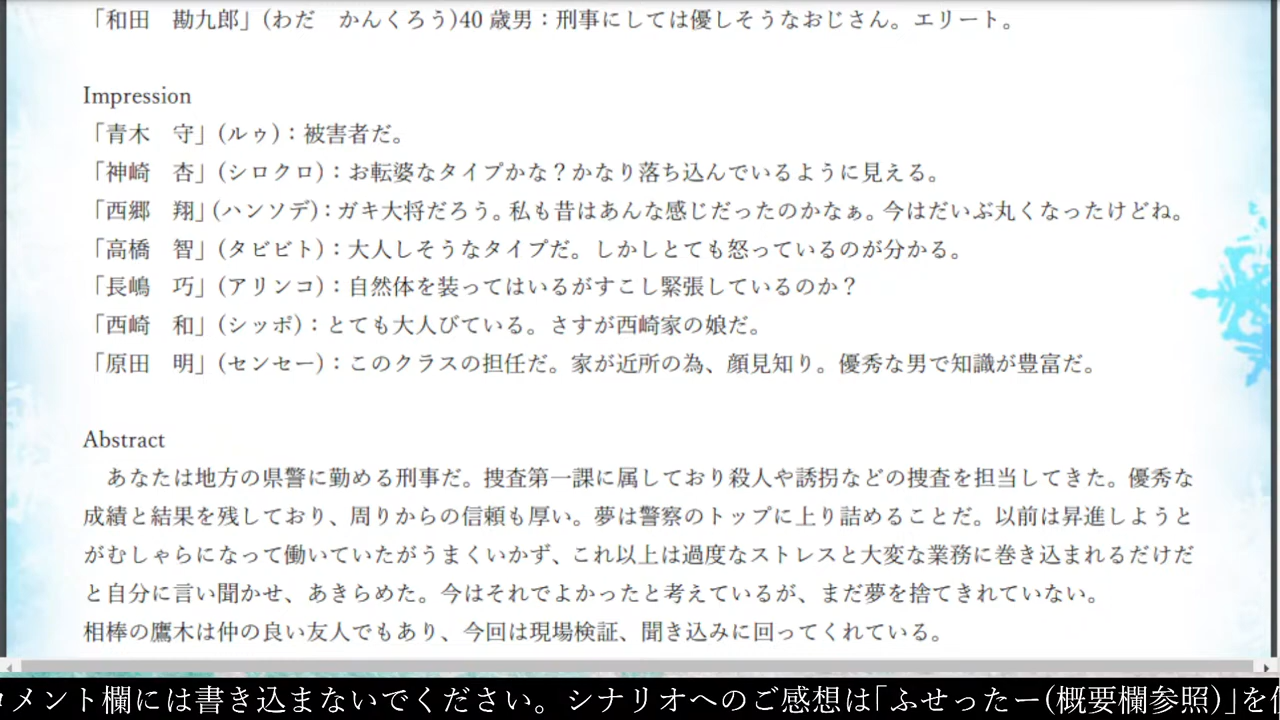 「和田　勘九郎」(わだ　かんくろう)40 歳男：刑事にしては優しそうなおじさん。エリート。
Impression
「青木　守」(ルゥ)：被害者だ。
「神崎　杏」(シロクロ)：お転婆なタイプかな？かなり落ち込んでいるように見える。
「西郷　翔」(ハンソデ)：ガキ大将だろう。私も昔はあんな感じだったのかなぁ。今はだいぶ丸くなったけどね。
「高橋　智」(タビビト)：大人しそうなタイプだ。しかしとても怒っているのが分かる。
「長嶋　巧」(アリンコ)：自然体を装ってはいるがすこし緊張しているのか？
「西崎　和」(シッポ)：とても大人びている。さすが西崎家の娘だ。
「原田　明」(センセー)：このクラスの担任だ。家が近所の為、顔見知り。優秀な男で知識が豊富だ。
Abstract
　あなたは地方の県警に勤める刑事だ。捜査第一課に属しており殺人や誘拐などの捜査を担当してきた。優秀な
成績と結果を残しており、周りからの信頼も厚い。夢は警察のトップに上り詰めることだ。以前は昇進しようと
がむしゃらになって働いていたがうまくいかず、これ以上は過度なストレスと大変な業務に巻き込まれるだけだ
と自分に言い聞かせ、あきらめた。今はそれでよかったと考えているが、まだ夢を捨てきれていない。
相棒の鷹木は仲の良い友人でもあり、今回は現場検証、聞き込みに回ってくれている。
コメント欄には書き込まないでください。シナリオへのご感想は｢ふせったー(概要欄参照)｣を